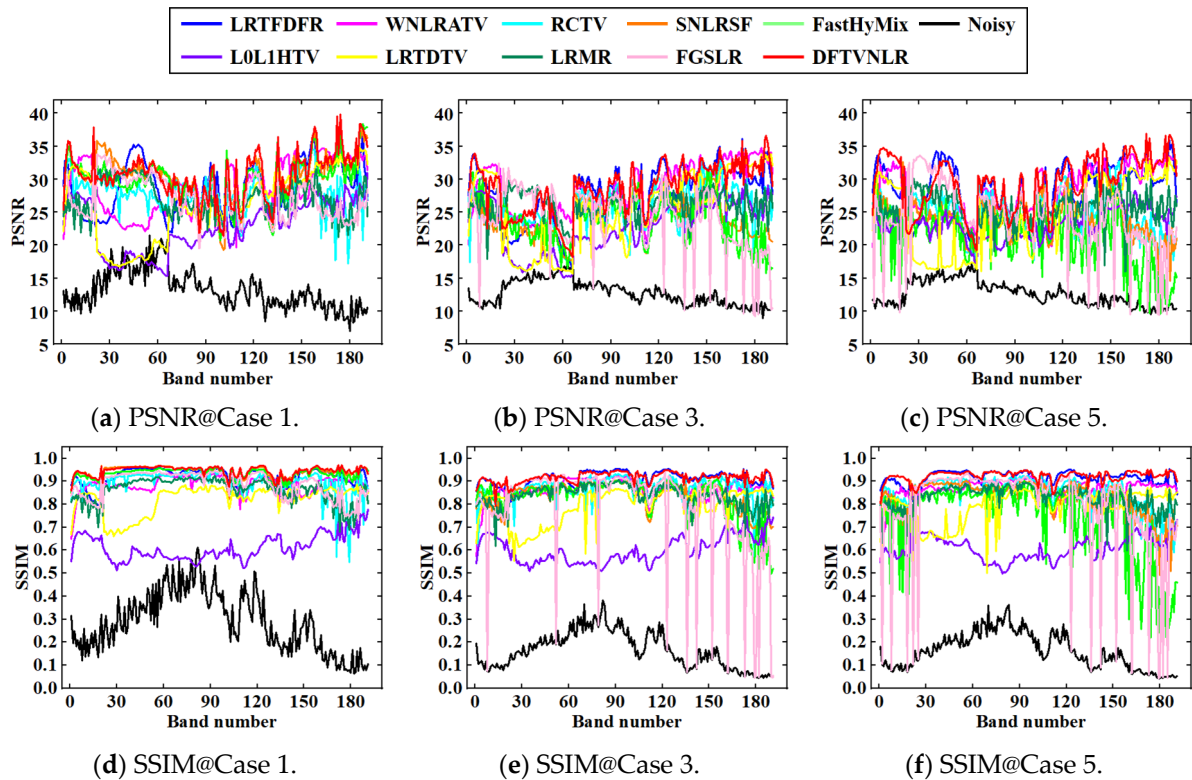 LRTFDFR WNLRATV RCTV SNLRSF FastHyMix Noisy
L0L1HTV LRTDTV LRMR FGSLR DFTVNLR
40
35
30
25
20
15
10
5
PSNR
0 30 60 90 120 150 180
Band number
(a) PSNR@Case 1.
40
35
30
25
20
15
10
5
PSNR
0 30 60 90 120 150 180
Band number
(b) PSNR@Case 3.
40
35
30
25
20
15
10
5
PSNR
0 30 60 90 120 150 180
Band number
(c) PSNR@Case 5.
1.0
0.9
0.8
0.7
0.6
0.5
0.4
0.3
0.2
0.1
0.0
SSIM
0 30 60 90 120 150 180
Band number
(d) SSIM@Case 1.
1.0
0.9
0.8
0.7
0.6
0.5
0.4
0.3
0.2
0.1
0.0
SSIM
0 30 60 90 120 150 180
Band number
(e) SSIM@Case 3.
1.0
0.9
0.8
0.7
0.6
0.5
0.4
0.3
0.2
0.1
0.0
SSIM
0 30 60 90 120 150 180
Band number
(f) SSIM@Case 5.